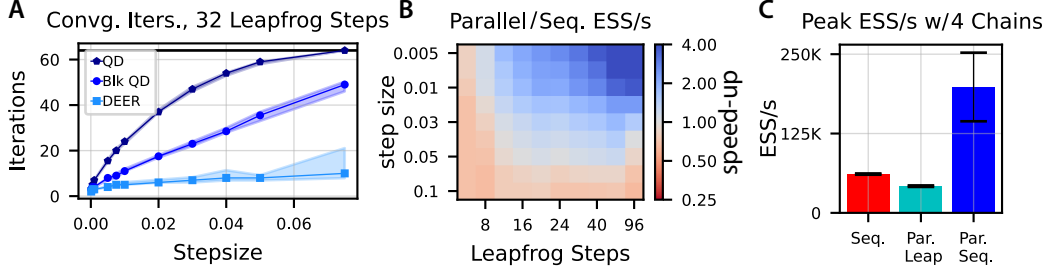 A
Convg. Iters., 32 Leapfrog Steps
Iterations
60
40
20
0
QD
Blk QD
DEER
0.00
0.02
0.04
0.06
Stepsize
B
Parallel/Seq. ESS/s
step size
0.005
0.01
0.03
0.05
0.1
8
16
24
40
96
Leapfrog Steps
4.00
2.00
1.00
0.50
0.25
speed-up
C
Peak ESS/s w/4 Chains
ESS/s
250K
125K
0
Seq.
Par.
Leap
Par.
Seq.